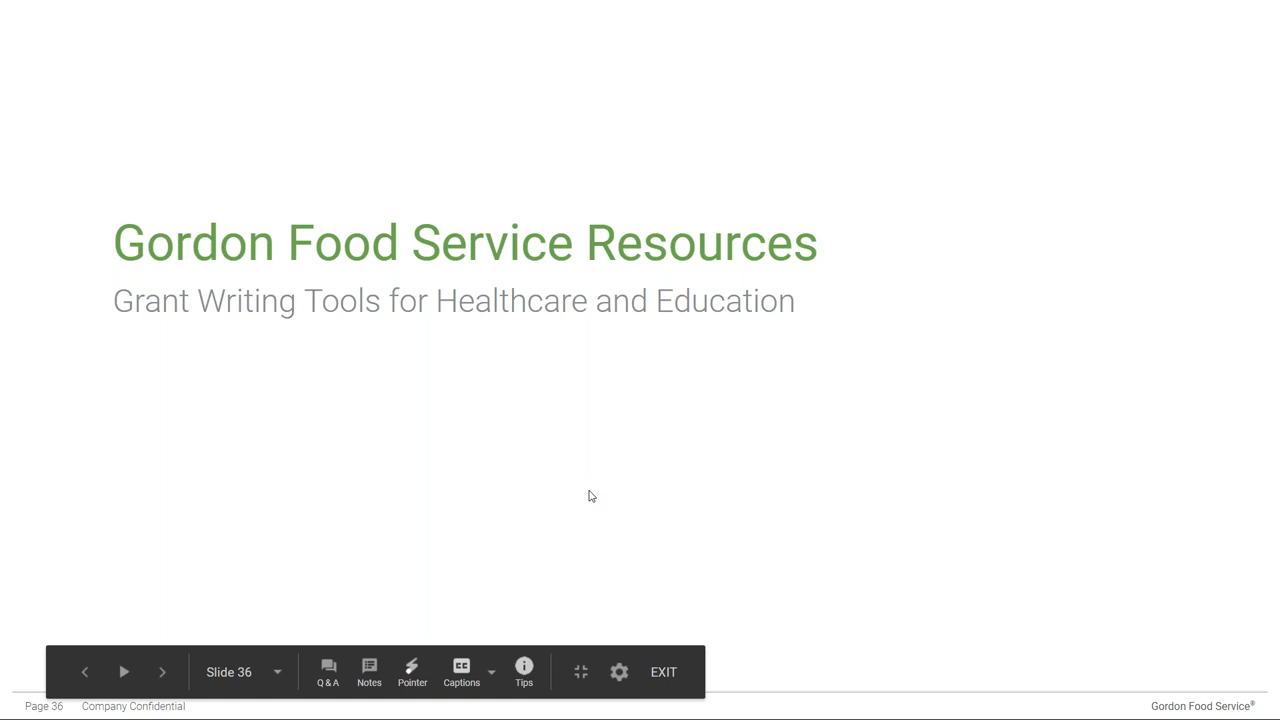 Gordon Food Service Resources
Grant Writing Tools for Healthcare and Education
Slide 36
Q & A
Notes
Pointer
CC
Captions
Tips
EXIT
Page 36
Company Confidential
Gordon Food Service®